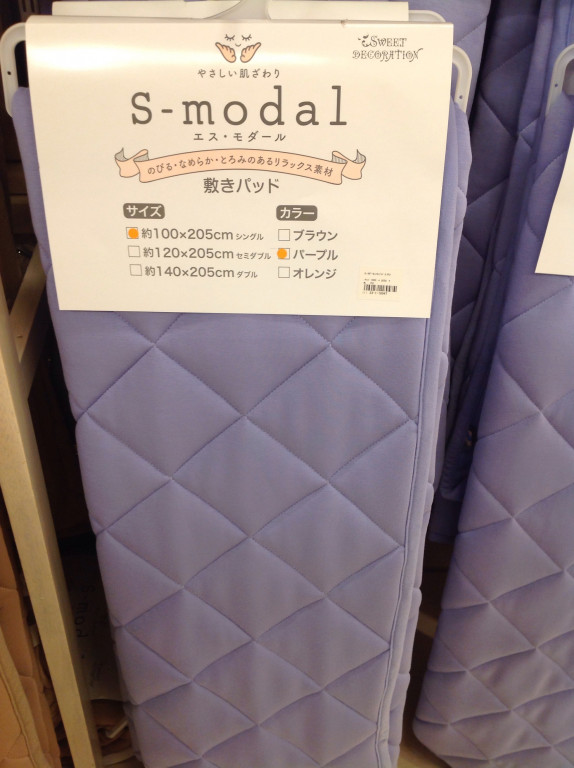 SWEET
DECORATION
やさしい肌ざわり
s-modal
エス・モダール
のびる・なめらか・とろみのあるリラックス素材
敷きパッド
サイズ
約100×205cm シングル
約120×205cm セミダブル
約140×205cm ダブル
カラー
ブラウン
パープル
オレンジ